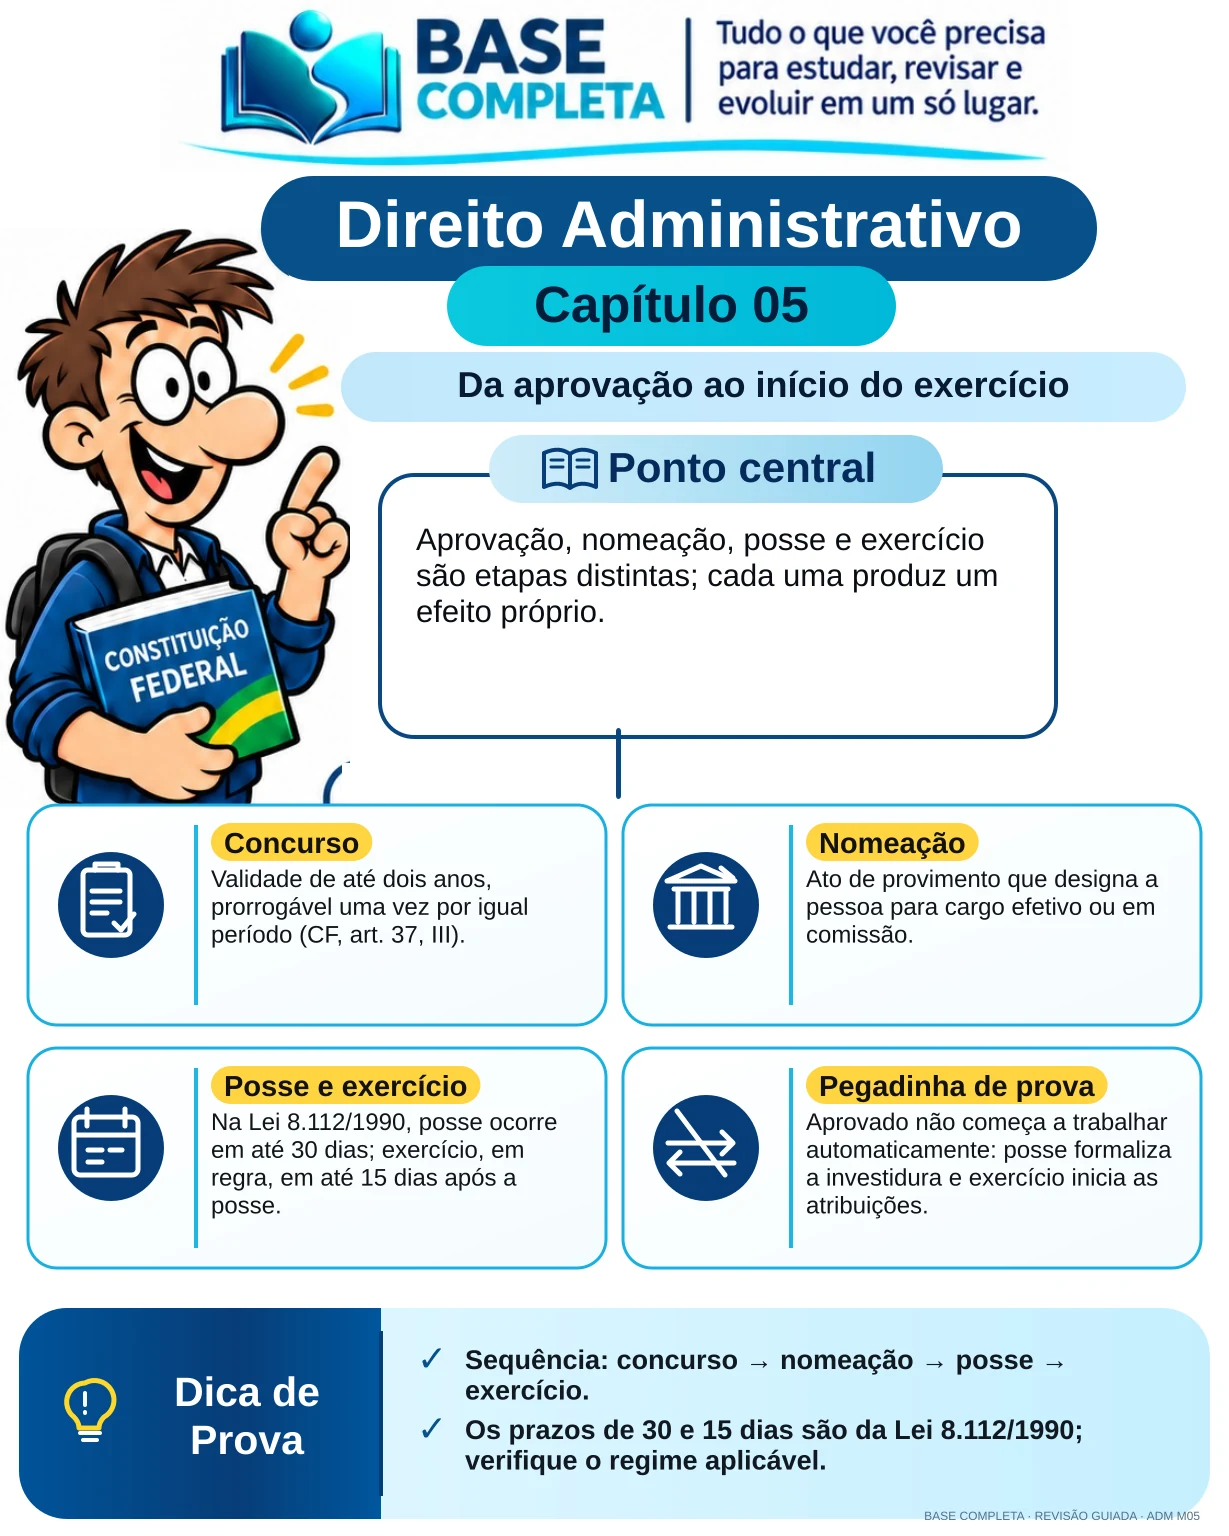 BASE
COMPLETA
Tudo o que você precisa
para estudar, revisar e
evoluir em um só lugar.
Direito Administrativo
Capítulo 05
Da aprovação ao início do exercício
Ponto central
Aprovação, nomeação, posse e exercício
são etapas distintas; cada uma produz um
efeito próprio.
CONSTITUIÇÃO
FEDERAL
Concurso
Validade de até dois anos,
prorrogável uma vez por igual
período (CF, art. 37, III).
Nomeação
Ato de provimento que designa a
pessoa para cargo efetivo ou em
comissão.
Posse e exercício
Na Lei 8.112/1990, posse ocorre
em até 30 dias; exercício, em
regra, em até 15 dias após a
posse.
Pegadinha de prova
Aprovado não começa a trabalhar
automaticamente: posse formaliza
a investidura e exercício inicia as
atribuições.
Dica de
Prova
✓ Sequência: concurso → nomeação → posse →
exercício.
✓ Os prazos de 30 e 15 dias são da Lei 8.112/1990;
verifique o regime aplicável.
BASE COMPLETA · REVISÃO GUIADA · ADM M05